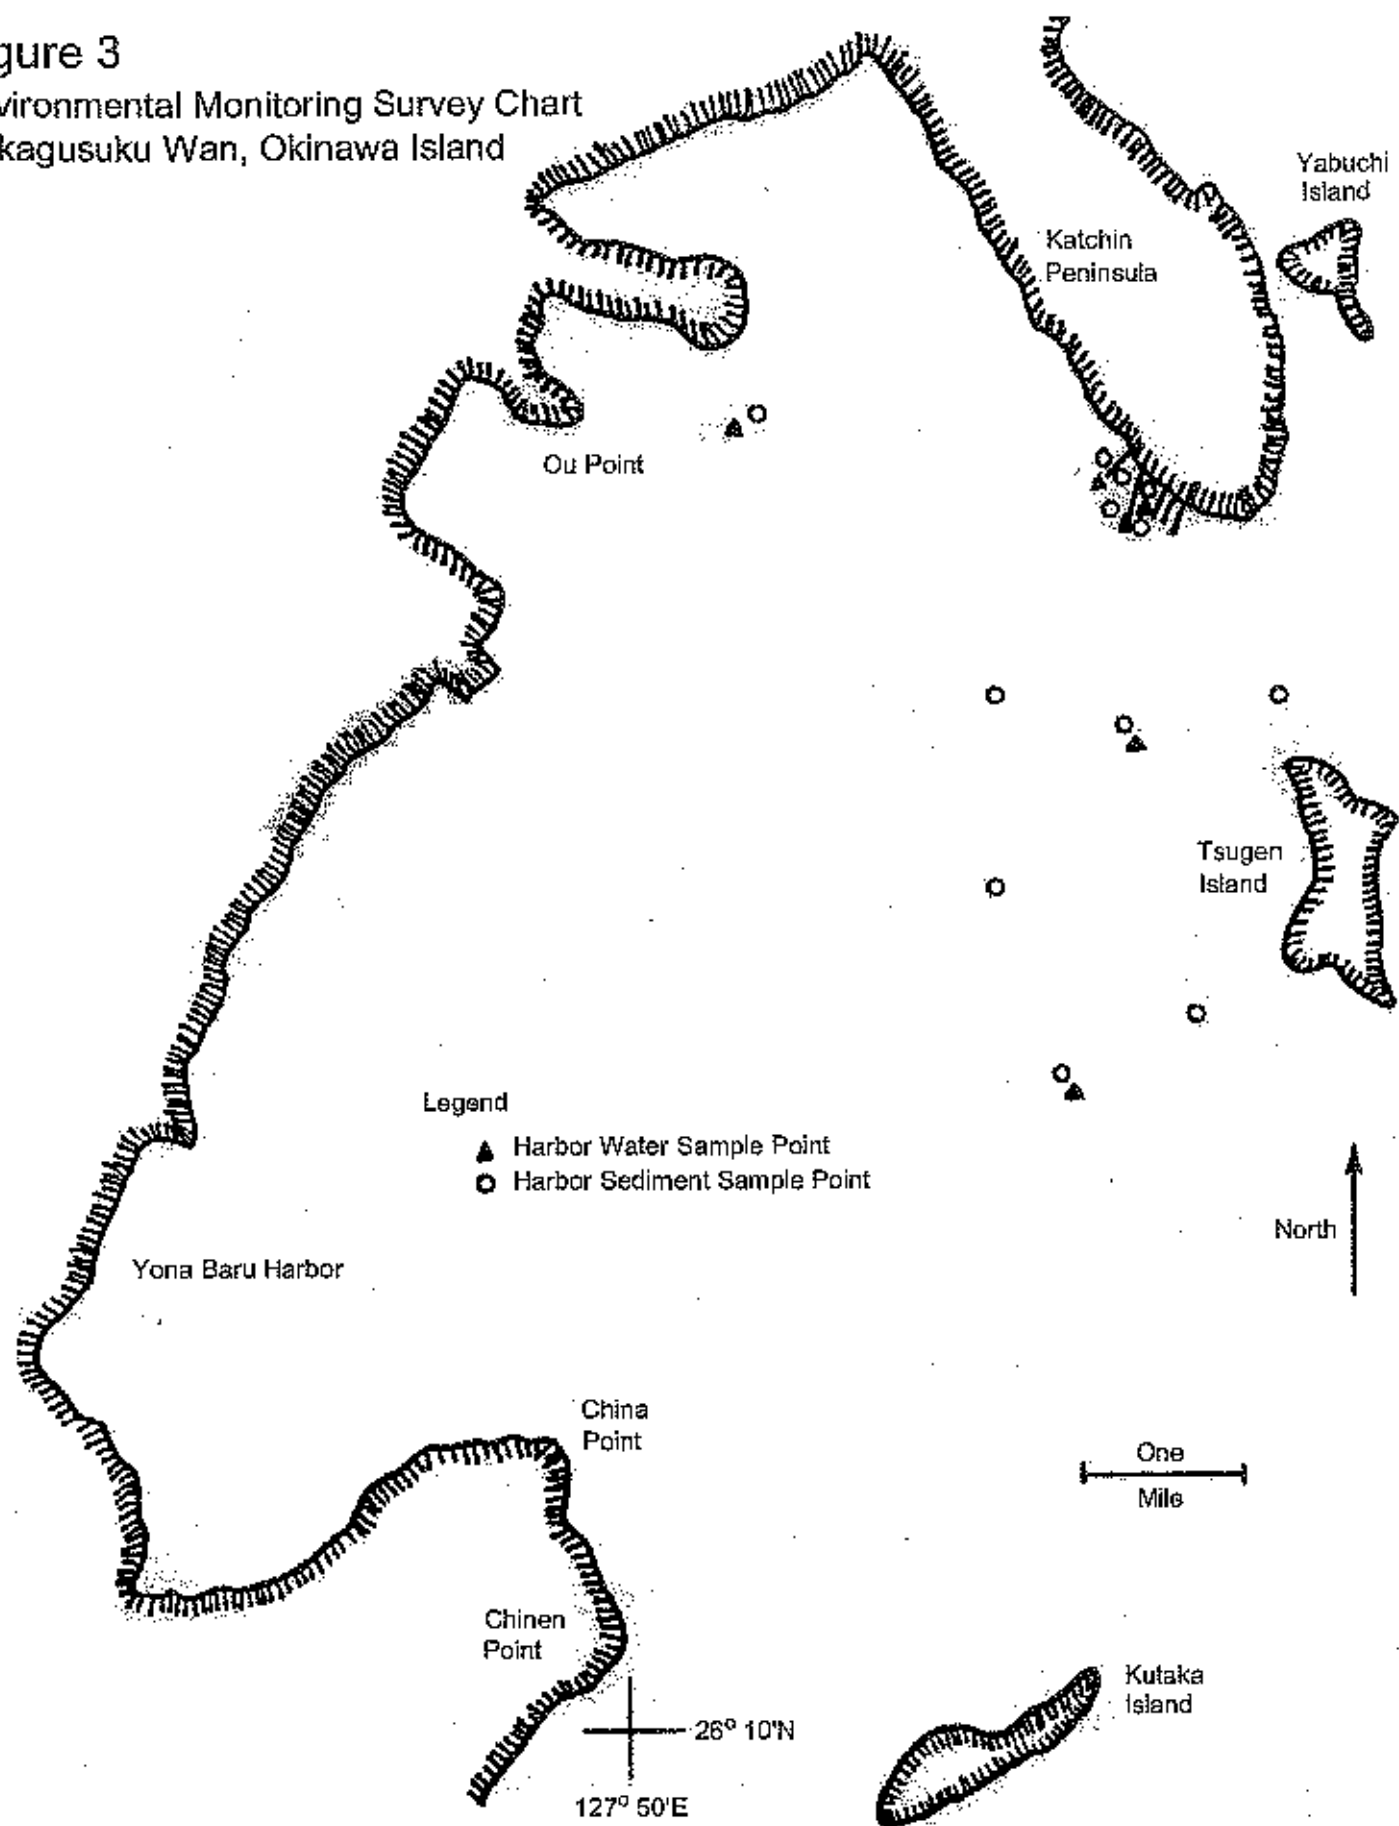 gure 3
vironmental Monitoring Survey Chart
kagusuku Wan, Okinawa Island
Yabuchi
Island
Katchin
Peninsula
Ou Point
Tsugen
Island
Legend
Harbor Water Sample Point
Harbor Sediment Sample Point
North
Yona Baru Harbor
China
Point
One
Mile
Chinen
Point
Kutaka
Island
26° 10'N
127° 50'E